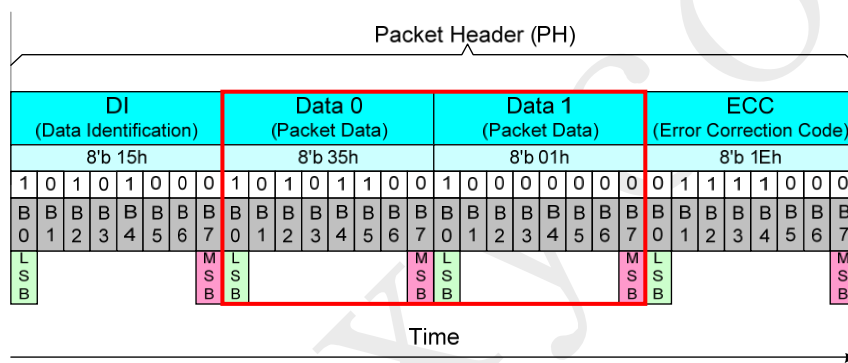 Packet Header (PH)
DI Data 0 Data 1 ECC
(Data Identification) (Packet Data) (Packet Data) (Error Correction Code)
8'b 15h 8'b 35h 8'b 01h 8'b 1Eh
1 0 1 0 1 0 0 0 1 0 1 0 1 1 0 0 1 0 0 0 0 0 0 0 0 1 1 1 1 0 0 0
B B B B B B B B B B B B B B B B B B B B B B B B B B B B B B B B
0 1 2 3 4 5 6 7 0 1 2 3 4 5 6 7 0 1 2 3 4 5 6 7 0 1 2 3 4 5 6 7
L M L M L M L M
S S S S S S S S
B B B B B B B B
Time